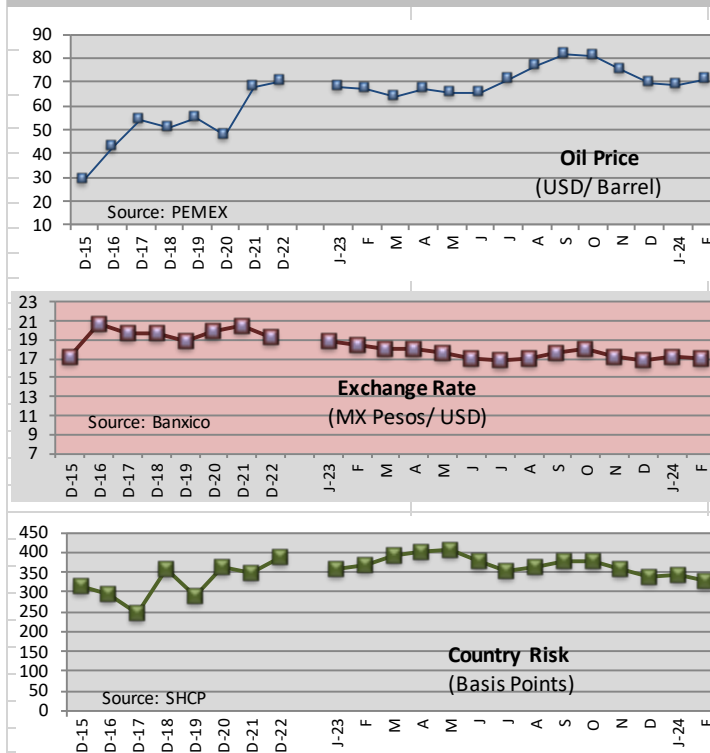 90
80
70
60
50
40
30
20
10
Oil Price
(USD/ Barrel)
Source: PEMEX
D-15 D-16 D-17 D-18 D-19 D-20 D-21 D-22 J-23 F M A M J J A S O N D J-24 F
23
21
19
17
15
13
11
9
7
Exchange Rate
(MX Pesos/ USD)
Source: Banxico
D-15 D-16 D-17 D-18 D-19 D-20 D-21 D-22 J-23 F M A M J J A S O N D J-24 F
450
400
350
300
250
200
150
100
50
0
Country Risk
(Basis Points)
Source: SHCP
D-15 D-16 D-17 D-18 D-19 D-20 D-21 D-22 J-23 F M A M J J A S O N D J-24 F